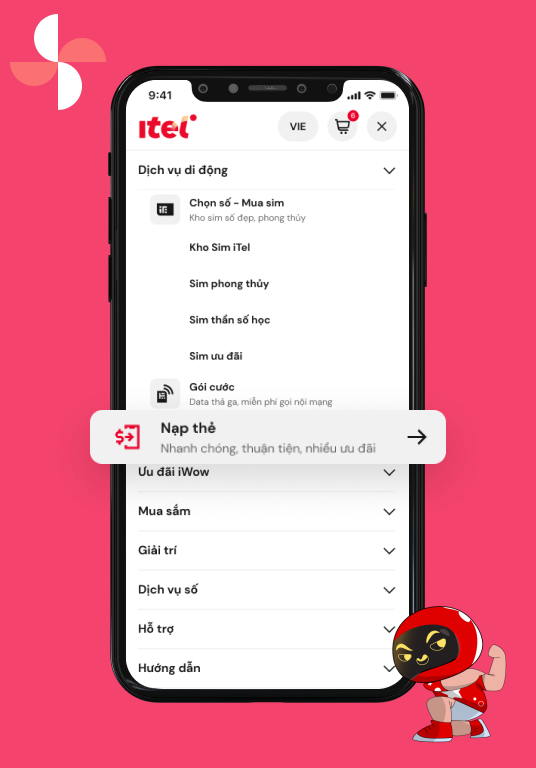 9:41
itel
VIE
6
Dịch vụ di động
Chọn số - Mua sim
Kho sim số đẹp, phong thủy
Kho Sim iTel
Sim phong thủy
Sim thần số học
Sim ưu đãi
Gói cước
Data thả ga, miễn phí gọi nội mạng
Nạp thẻ
Nhanh chóng, thuận tiện, nhiều ưu đãi
Ưu đãi iWow
Mua sắm
Giải trí
Dịch vụ số
Hỗ trợ
Hướng dẫn